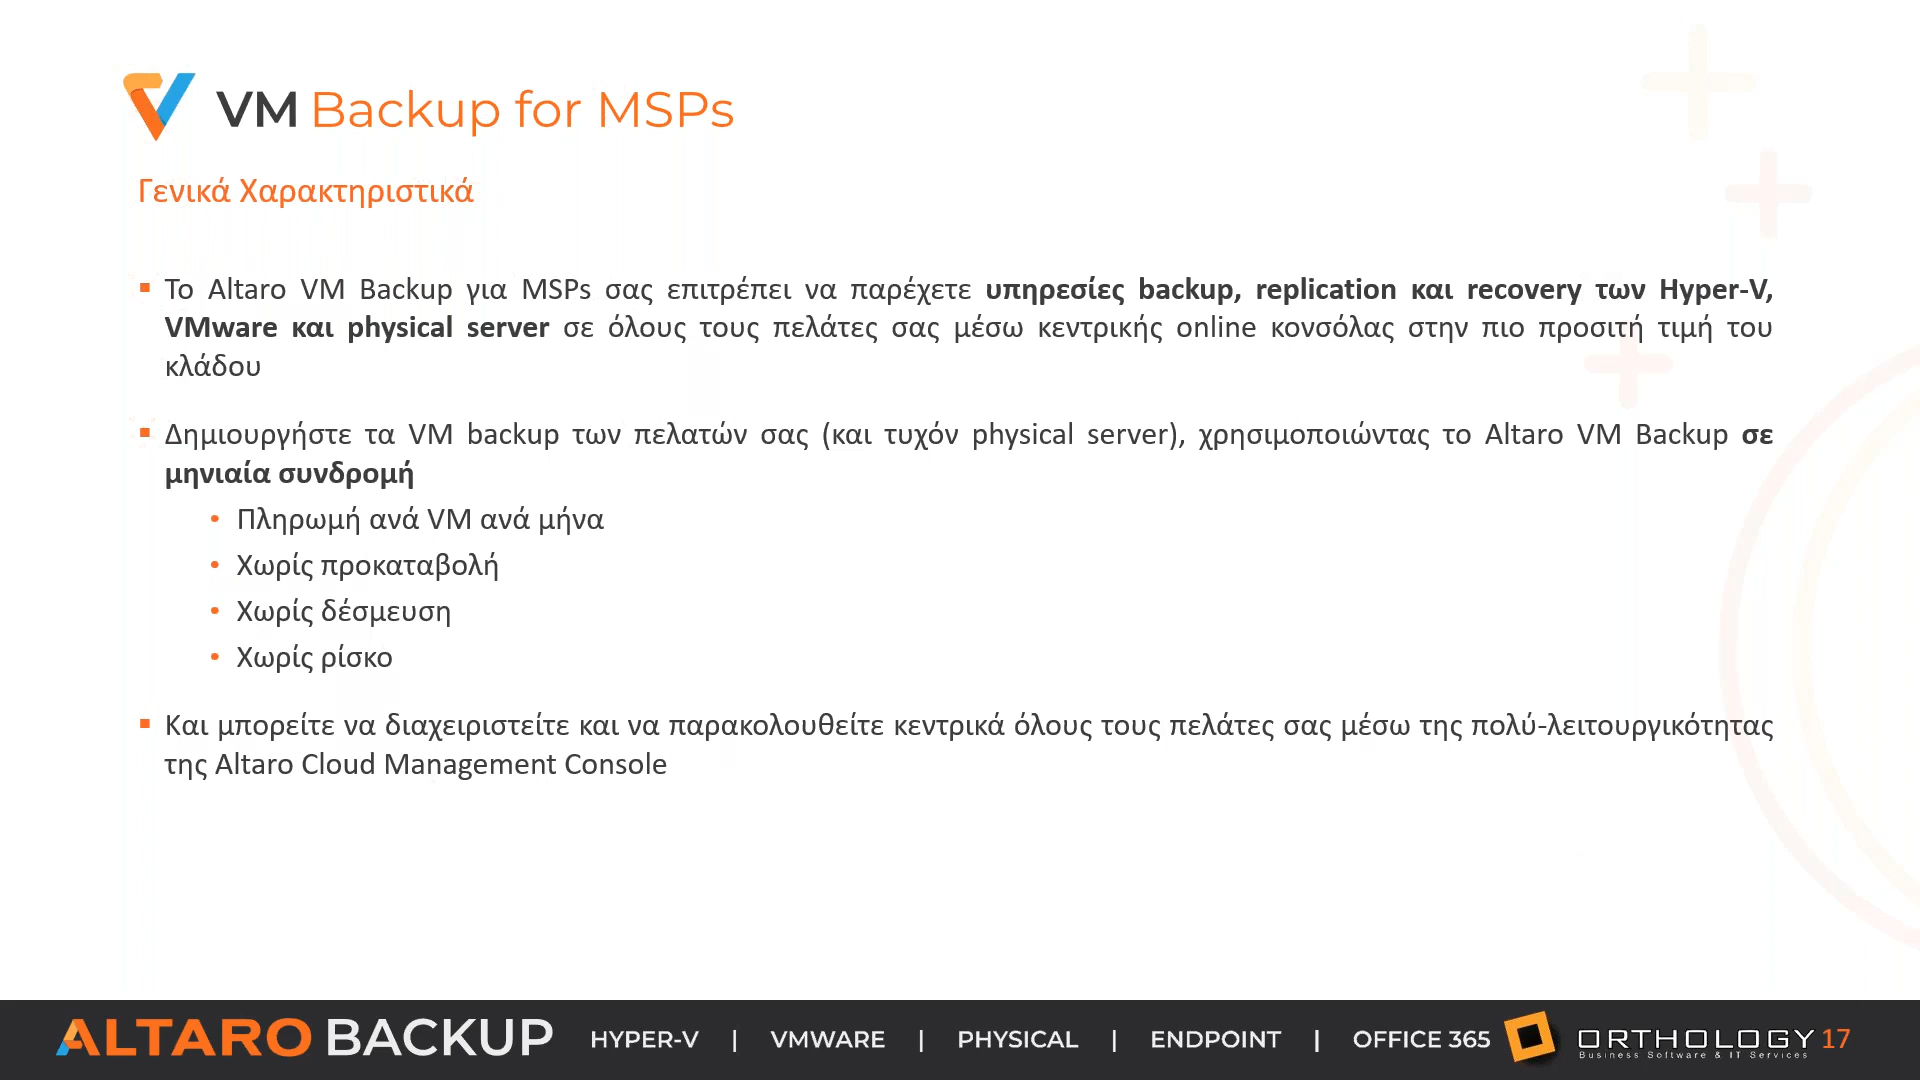 VM Backup for MSPs
Γενικά Χαρακτηριστικά
▪ Το Altaro VM Backup για MSPs σας επιτρέπει να παρέχετε υπηρεσίες backup, replication και recovery των Hyper-V,
VMware και physical server σε όλους τους πελάτες σας μέσω κεντρικής online κονσόλας στην πιο προσιτή τιμή του
κλάδου
▪ Δημιουργήστε τα VM backup των πελατών σας (και τυχόν physical server), χρησιμοποιώντας το Altaro VM Backup σε
μηνιαία συνδρομή
• Πληρωμή ανά VM ανά μήνα
• Χωρίς προκαταβολή
• Χωρίς δέσμευση
• Χωρίς ρίσκο
▪ Και μπορείτε να διαχειριστείτε και να παρακολουθείτε κεντρικά όλους τους πελάτες σας μέσω της πολύ-λειτουργικότητας
της Altaro Cloud Management Console
ALTARO BACKUP HYPER-V | VMWARE | PHYSICAL | ENDPOINT | OFFICE 365 ORTHOLOGY 17
Business Software & IT Services